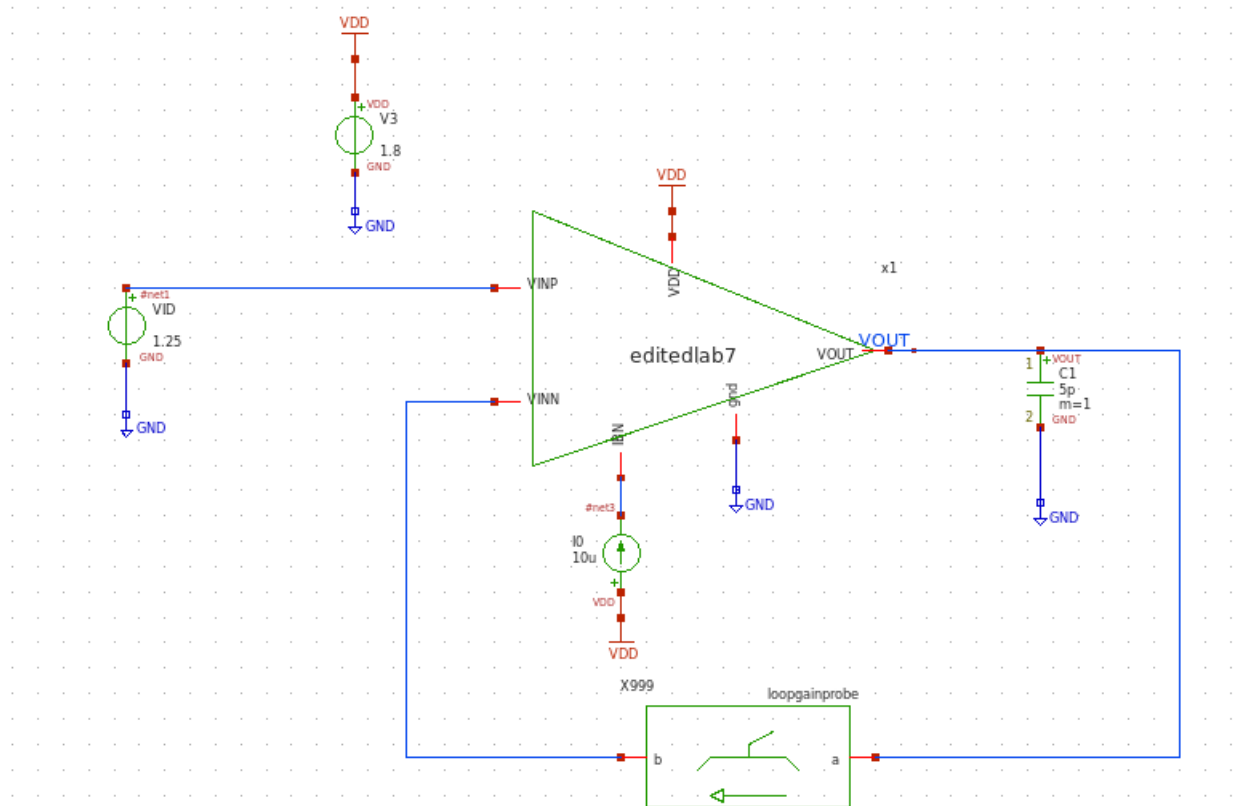 VDD
VDD
V3
1.8
GND
GND
VDD
VDD
x1
#net1
VID
1.25
GND
GND
VINP
VINN
editedlab7
VOUT
VOUT
gnd
IBN
GND
1
VOUT
C1
5p
m=1
2
GND
GND
#net3
I0
10u
VDD
VDD
X999
loopgainprobe
b
a